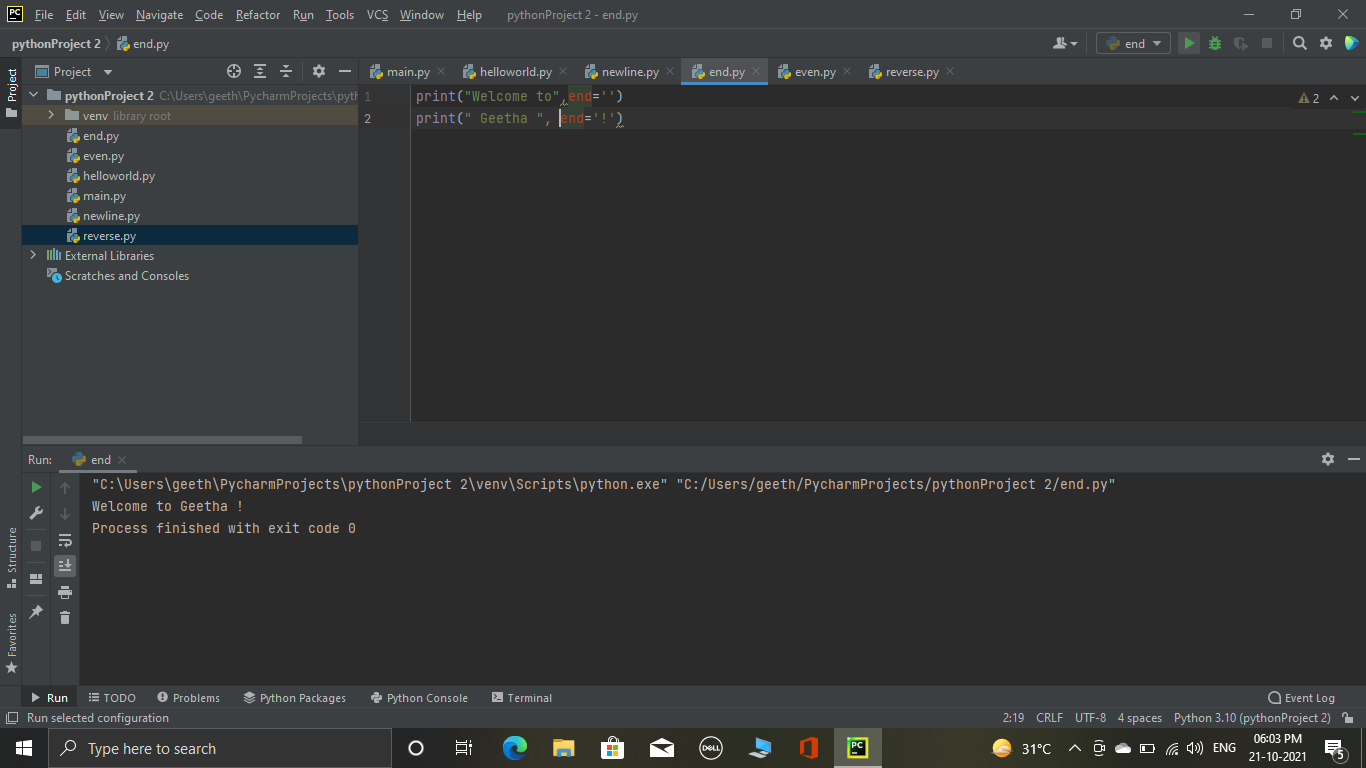 PC File Edit View Navigate Code Refactor Run Tools VCS Window Help pythonProject 2 - end.py
pythonProject 2 end.py end
Project
Project main.py helloworld.py newline.py end.py even.py reverse.py
pythonProject 2 C:\Users\geeth\PycharmProjects\pyth
venv library root
end.py
even.py
helloworld.py
main.py
newline.py
reverse.py
External Libraries
Scratches and Consoles
1 print("Welcome to",end='')
2 print(" Geetha ", end='!')
2
Run: end
"C:\Users\geeth\PycharmProjects\pythonProject 2\venv\Scripts\python.exe" "C:/Users/geeth/PycharmProjects/pythonProject 2/end.py"
Welcome to Geetha !
Process finished with exit code 0
Structure
Favorites
Run TODO Problems Python Packages Python Console Terminal Event Log
Run selected configuration 2:19 CRLF UTF-8 4 spaces Python 3.10 (pythonProject 2)
Type here to search DELL PC 31°C ENG 06:03 PM
21-10-2021 5